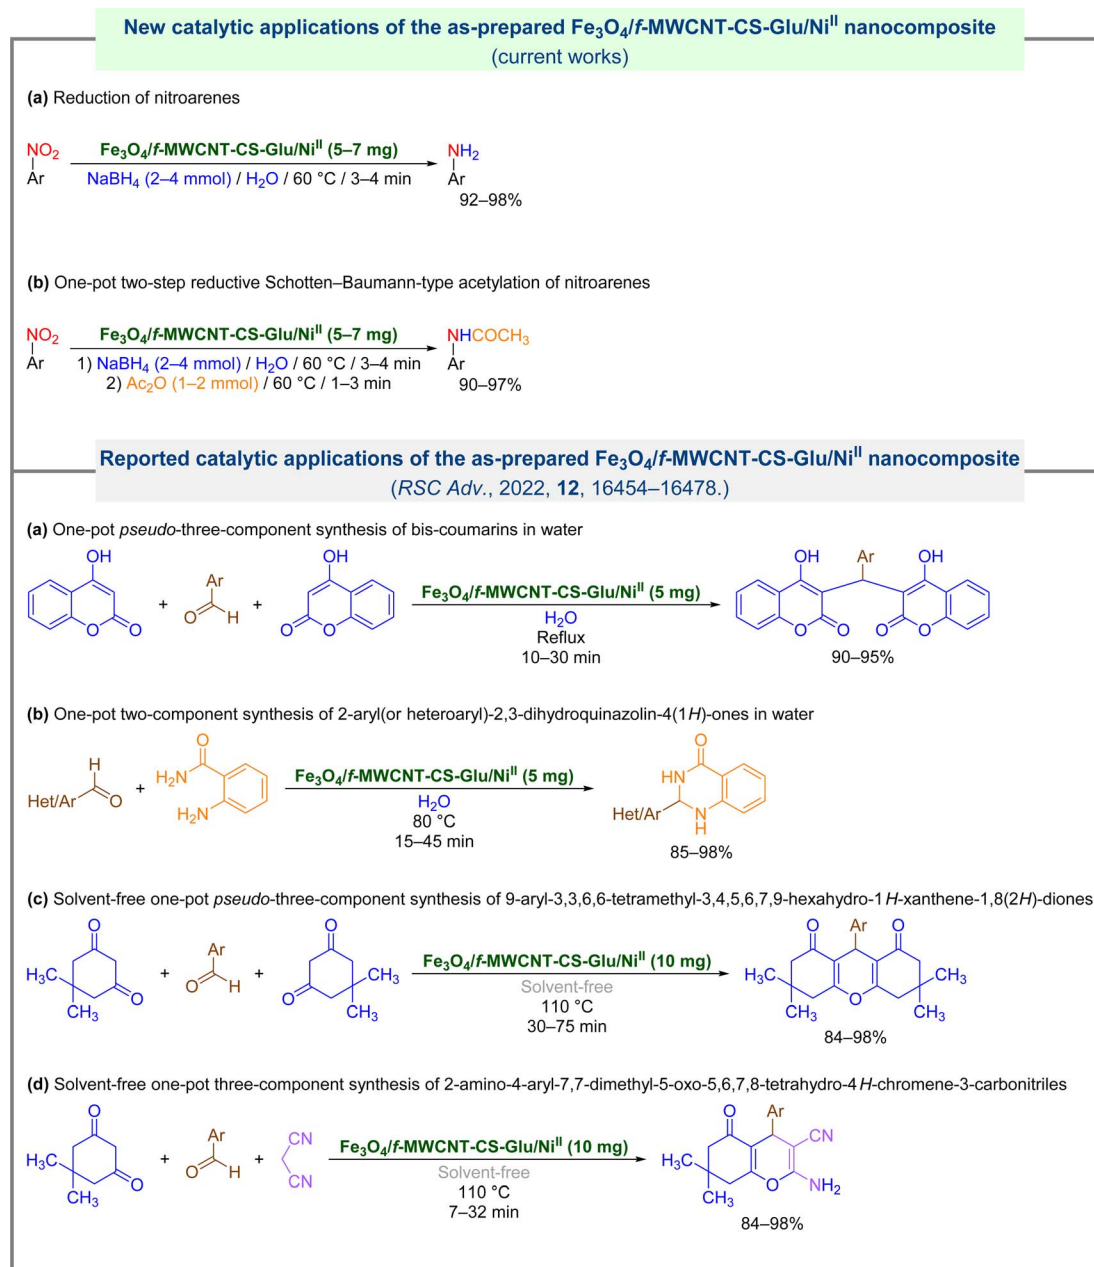 New catalytic applications of the as-prepared Fe₃O₄/f-MWCNT-CS-Glu/Niᴵᴵ nanocomposite
(current works)
(a) Reduction of nitroarenes
NO₂
Ar
Fe₃O₄/f-MWCNT-CS-Glu/Niᴵᴵ (5–7 mg)
NaBH₄ (2–4 mmol) / H₂O / 60 °C / 3–4 min
NH₂
Ar
92–98%
(b) One-pot two-step reductive Schotten–Baumann-type acetylation of nitroarenes
NO₂
Ar
Fe₃O₄/f-MWCNT-CS-Glu/Niᴵᴵ (5–7 mg)
1) NaBH₄ (2–4 mmol) / H₂O / 60 °C / 3–4 min
2) Ac₂O (1–2 mmol) / 60 °C / 1–3 min
NHCOCH₃
Ar
90–97%
Reported catalytic applications of the as-prepared Fe₃O₄/f-MWCNT-CS-Glu/Niᴵᴵ nanocomposite
(RSC Adv., 2022, 12, 16454–16478.)
(a) One-pot pseudo-three-component synthesis of bis-coumarins in water
OH
O O
+
Ar
O H
+
OH
O O
Fe₃O₄/f-MWCNT-CS-Glu/Niᴵᴵ (5 mg)
H₂O
Reflux
10–30 min
OH Ar OH
O O O O
90–95%
(b) One-pot two-component synthesis of 2-aryl(or heteroaryl)-2,3-dihydroquinazolin-4(1H)-ones in water
H
Het/Ar O
+
O
H₂N
H₂N
Fe₃O₄/f-MWCNT-CS-Glu/Niᴵᴵ (5 mg)
H₂O
80 °C
15–45 min
O
HN
Het/Ar N
H
85–98%
(c) Solvent-free one-pot pseudo-three-component synthesis of 9-aryl-3,3,6,6-tetramethyl-3,4,5,6,7,9-hexahydro-1H-xanthene-1,8(2H)-diones
O
H₃C O
CH₃
+
Ar
O H
+
O
O CH₃
CH₃
Fe₃O₄/f-MWCNT-CS-Glu/Niᴵᴵ (10 mg)
Solvent-free
110 °C
30–75 min
O Ar O
H₃C CH₃
CH₃ O CH₃
84–98%
(d) Solvent-free one-pot three-component synthesis of 2-amino-4-aryl-7,7-dimethyl-5-oxo-5,6,7,8-tetrahydro-4H-chromene-3-carbonitriles
O
H₃C O
CH₃
+
Ar
O H
+
CN
CN
Fe₃O₄/f-MWCNT-CS-Glu/Niᴵᴵ (10 mg)
Solvent-free
110 °C
7–32 min
O Ar
CN
H₃C
CH₃ O NH₂
84–98%